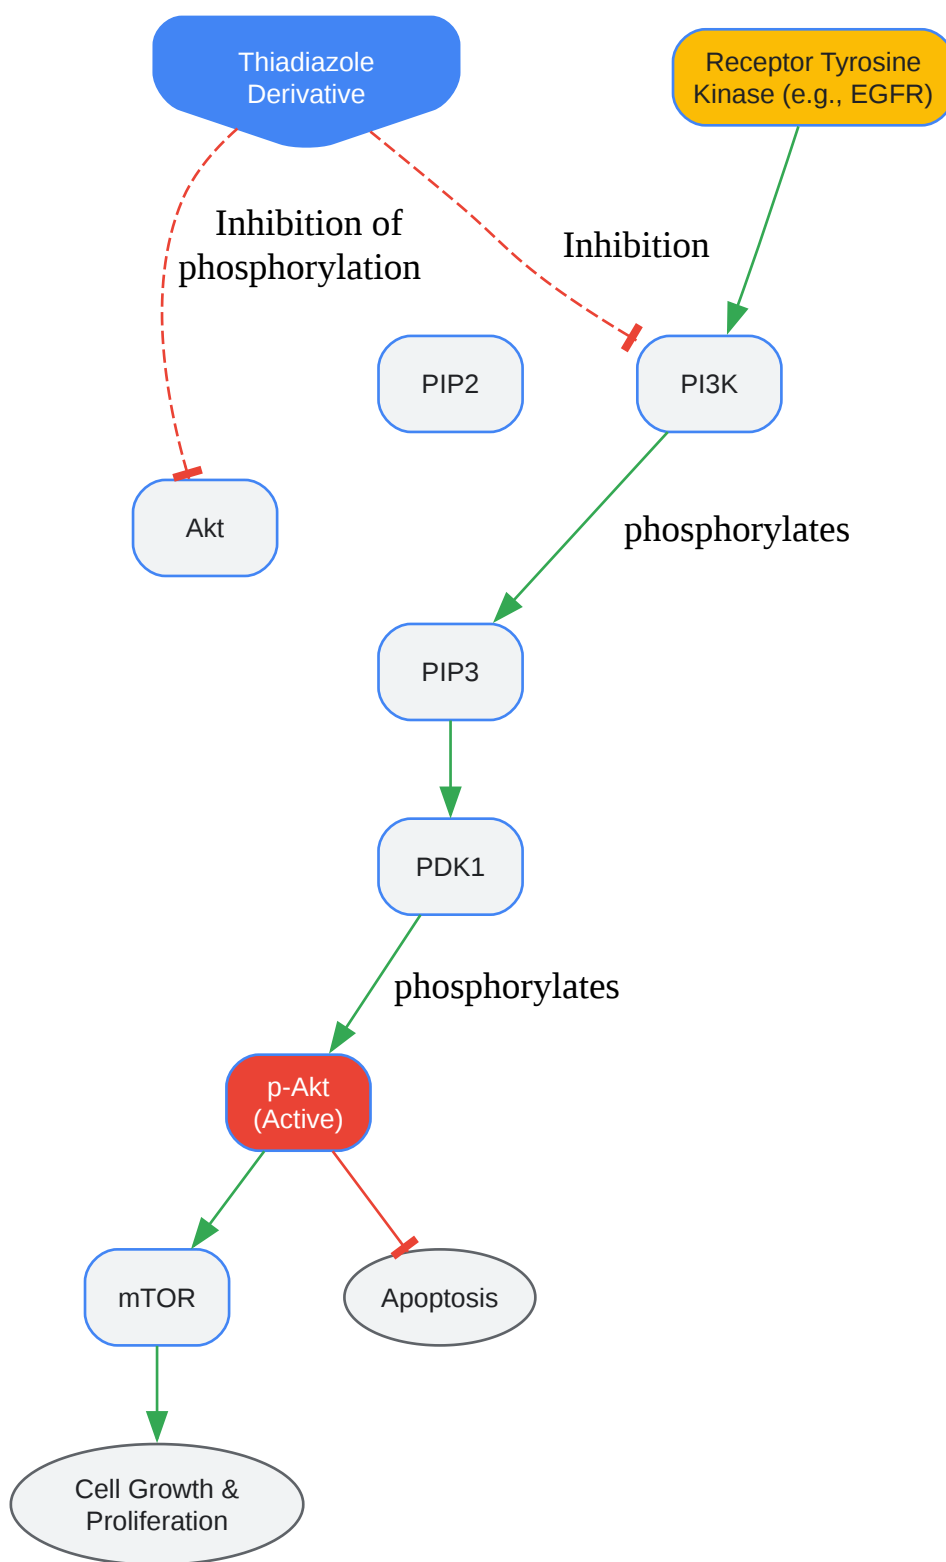 Thiadiazole
Derivative
Receptor Tyrosine
Kinase (e.g., EGFR)
Inhibition of
phosphorylation
Inhibition
PIP2
PI3K
Akt
phosphorylates
PIP3
PDK1
phosphorylates
p-Akt
(Active)
mTOR
Apoptosis
Cell Growth &
Proliferation